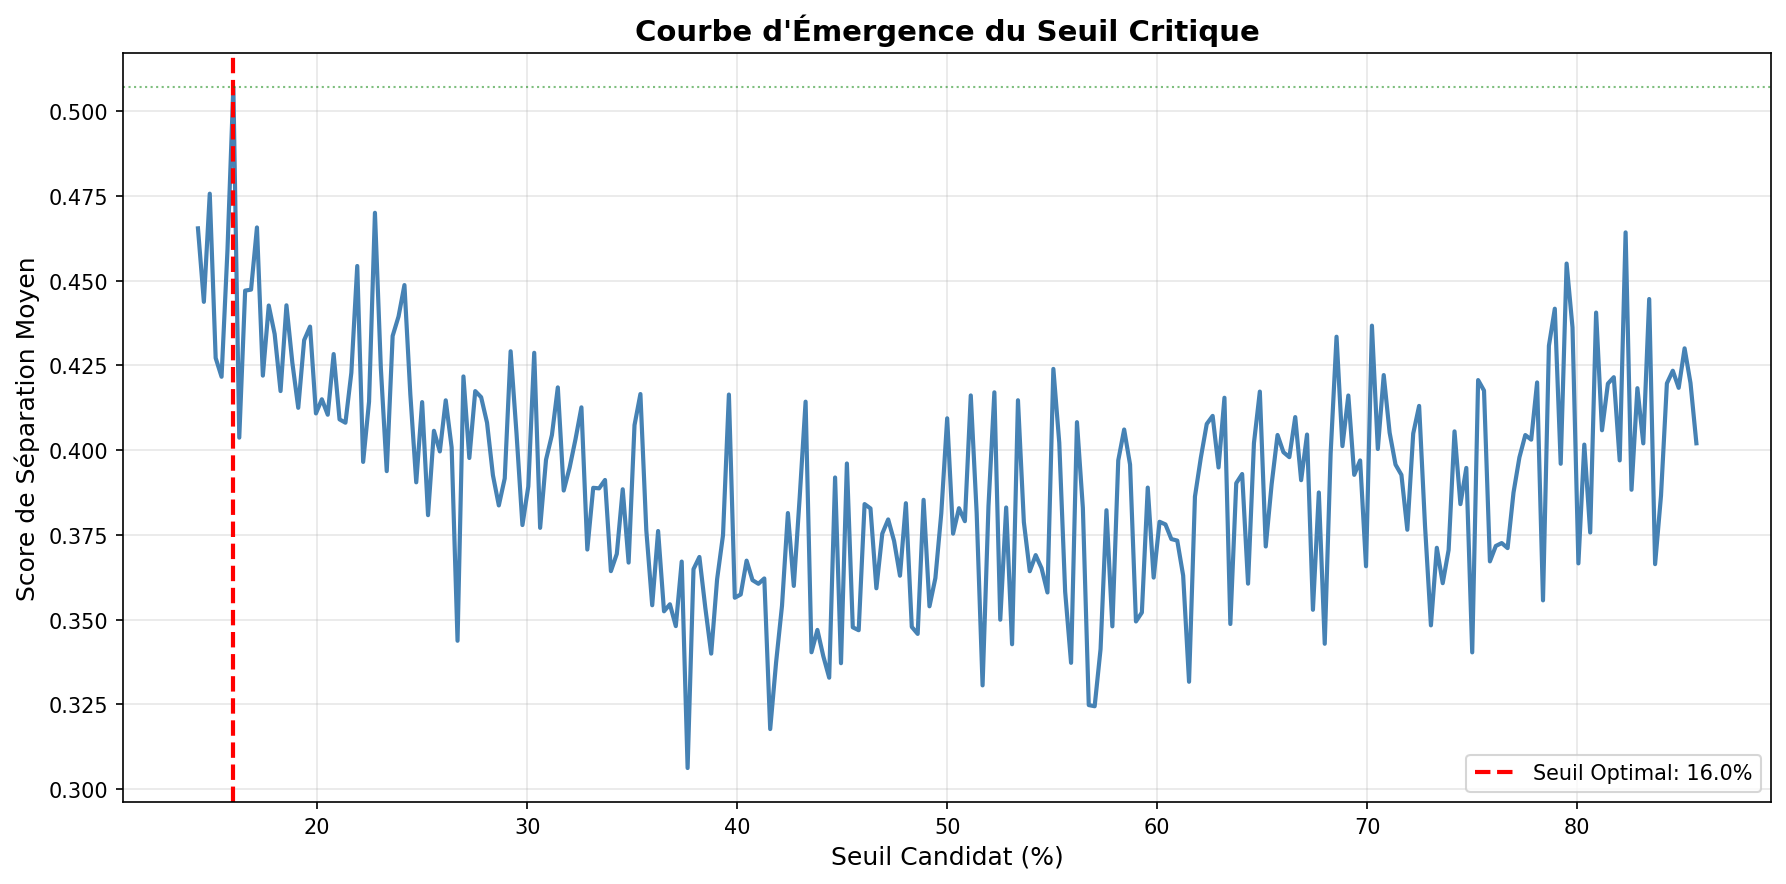 Courbe d'Émergence du Seuil Critique
Score de Séparation Moyen
0.500
0.475
0.450
0.425
0.400
0.375
0.350
0.325
0.300
Seuil Optimal: 16.0%
20 30 40 50 60 70 80
Seuil Candidat (%)